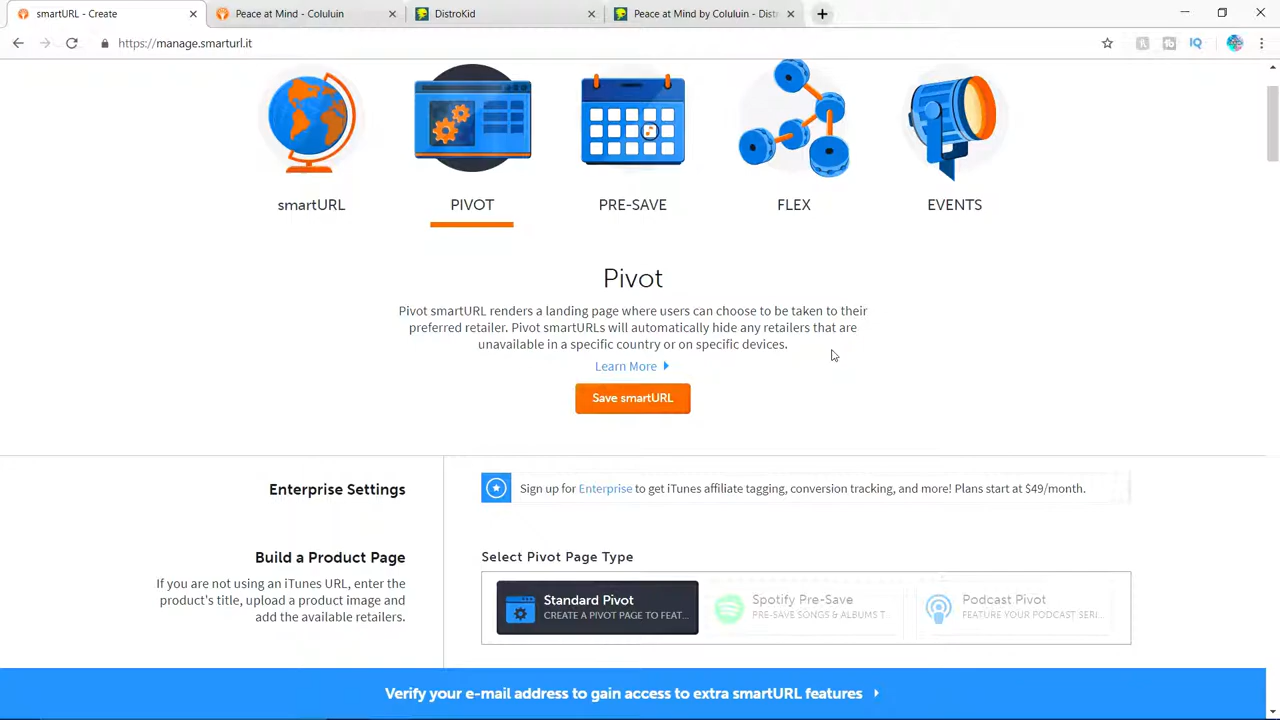 smartURL - Create
Peace at Mind - Coluluin
DistroKid
Peace at Mind by Coluluin - Distr
https://manage.smarturl.it
smartURL
PIVOT
PRE-SAVE
FLEX
EVENTS
Pivot
Pivot smartURL renders a landing page where users can choose to be taken to their
preferred retailer. Pivot smartURLs will automatically hide any retailers that are
unavailable in a specific country or on specific devices.
Learn More
Save smartURL
Enterprise Settings
Sign up for Enterprise to get iTunes affiliate tagging, conversion tracking, and more! Plans start at $49/month.
Build a Product Page
If you are not using an iTunes URL, enter the
product's title, upload a product image and
add the available retailers.
Select Pivot Page Type
Standard Pivot
CREATE A PIVOT PAGE TO FEAT...
Spotify Pre-Save
PRE-SAVE SONGS & ALBUMS T...
Podcast Pivot
FEATURE YOUR PODCAST SERI...
Verify your e-mail address to gain access to extra smartURL features